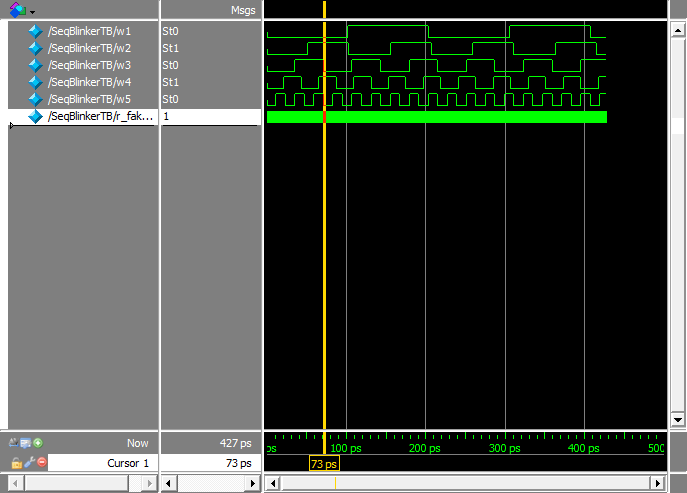 Msgs
/SeqBlinkerTB/w1 St0
/SeqBlinkerTB/w2 St1
/SeqBlinkerTB/w3 St0
/SeqBlinkerTB/w4 St1
/SeqBlinkerTB/w5 St0
/SeqBlinkerTB/r_fak... 1
Now 427 ps ps 100 ps 200 ps 300 ps 400 ps 500
Cursor 1 73 ps 73 ps